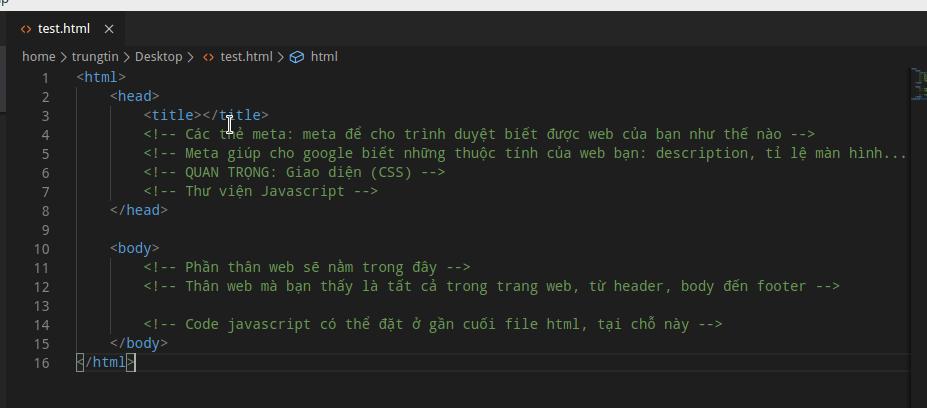 test.html
home > trungtin > Desktop > test.html > html
1 <html>
2 <head>
3 <title></title>
4 <!-- Các thẻ meta: meta để cho trình duyệt biết được web của bạn như thế nào -->
5 <!-- Meta giúp cho google biết những thuộc tính của web bạn: description, tỉ lệ màn hình...
6 <!-- QUAN TRỌNG: Giao diện (CSS) -->
7 <!-- Thư viện Javascript -->
8 </head>
9
10 <body>
11 <!-- Phần thân web sẽ nằm trong đây -->
12 <!-- Thân web mà bạn thấy là tất cả trong trang web, từ header, body đến footer -->
13
14 <!-- Code javascript có thể đặt ở gần cuối file html, tại chỗ này -->
15 </body>
16 </html>